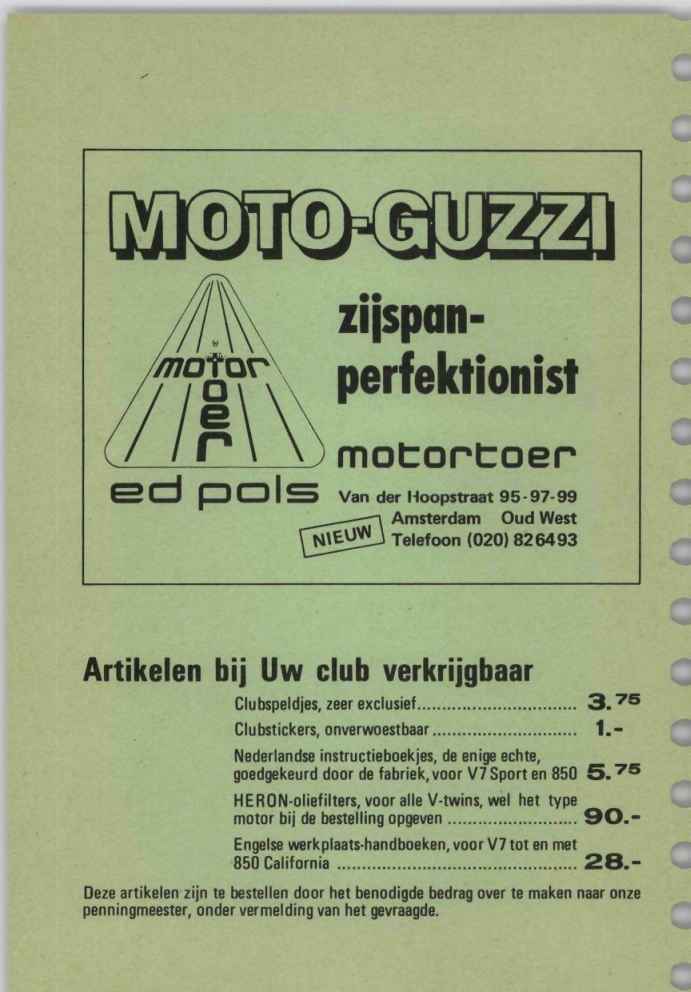 MOTO-GUZZI
zijspan-
perfektionist
motor
toer
motortoer
ed pols
Van der Hoopstraat 95-97-99
Amsterdam Oud West
NIEUW
Telefoon (020) 826493
Artikelen bij Uw club verkrijgbaar
Clubspeldjes, zeer exclusief................................ 3.75
Clubstickers, onverwoestbaar ............................. 1.-
Nederlandse instructieboekjes, de enige echte,
goedgekeurd door de fabriek, voor V7 Sport en 850 5.75
HERON-oliefilters, voor alle V-twins, wel het type
motor bij de bestelling opgeven .......................... 90.-
Engelse werkplaats-handboeken, voor V7 tot en met
850 California ................................................ 28.-
Deze artikelen zijn te bestellen door het benodigde bedrag over te maken naar onze
penningmeester, onder vermelding van het gevraagde.